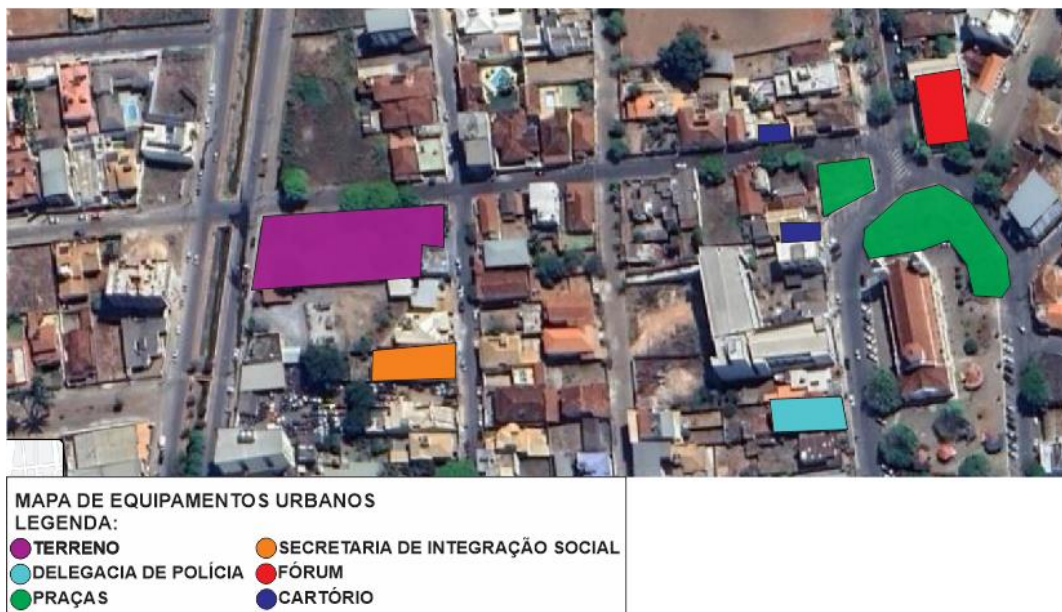 MAPA DE EQUIPAMENTOS URBANOS
LEGENDA:
TERRENO
SECRETARIA DE INTEGRAÇÃO SOCIAL
DELEGACIA DE POLÍCIA
FÓRUM
PRAÇAS
CARTÓRIO